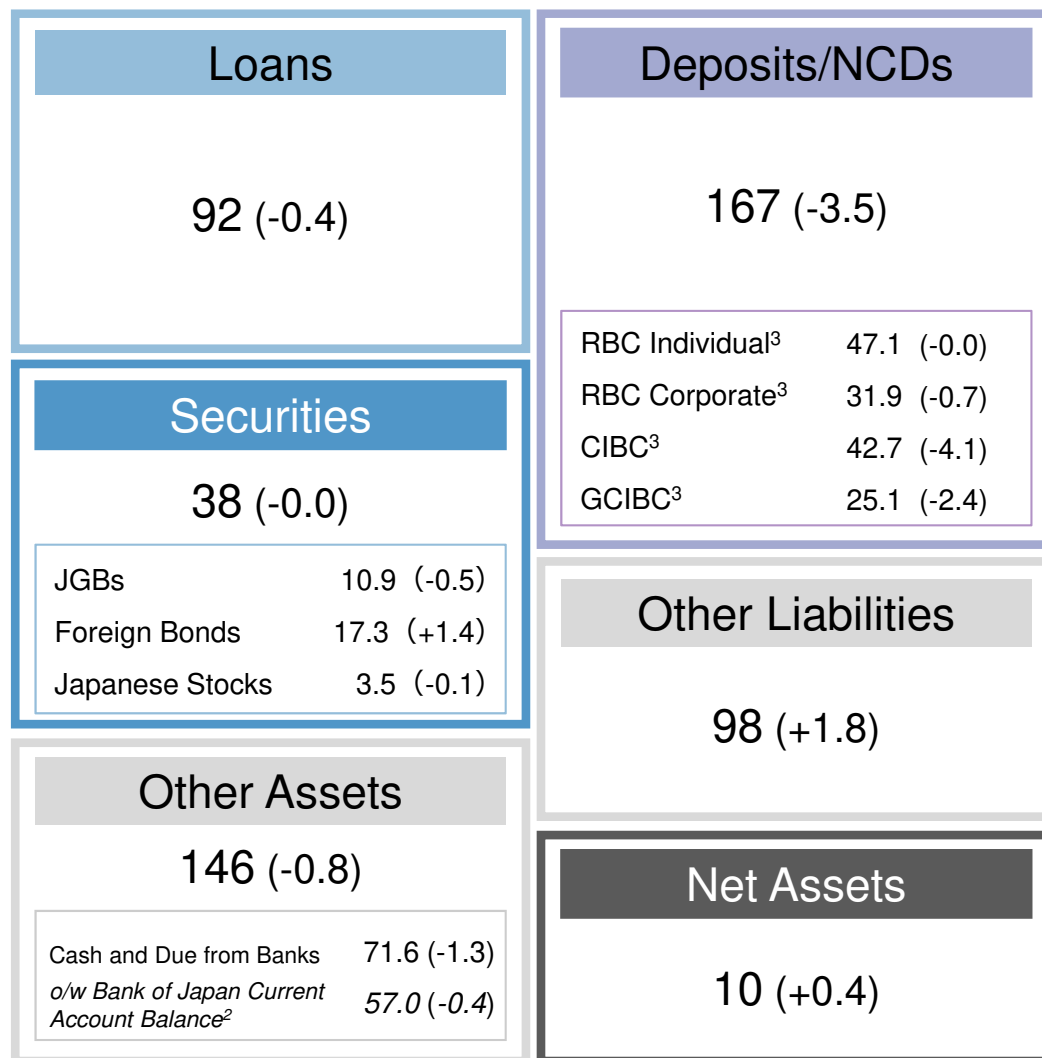 Loans
92 (-0.4)
Securities
38 (-0.0)
JGBs 10.9 (-0.5)
Foreign Bonds 17.3 (+1.4)
Japanese Stocks 3.5 (-0.1)
Other Assets
146 (-0.8)
Cash and Due from Banks 71.6 (-1.3)
o/w Bank of Japan Current
Account Balance² 57.0 (-0.4)
Deposits/NCDs
167 (-3.5)
RBC Individual³ 47.1 (-0.0)
RBC Corporate³ 31.9 (-0.7)
CIBC³ 42.7 (-4.1)
GCIBC³ 25.1 (-2.4)
Other Liabilities
98 (+1.8)
Net Assets
10 (+0.4)